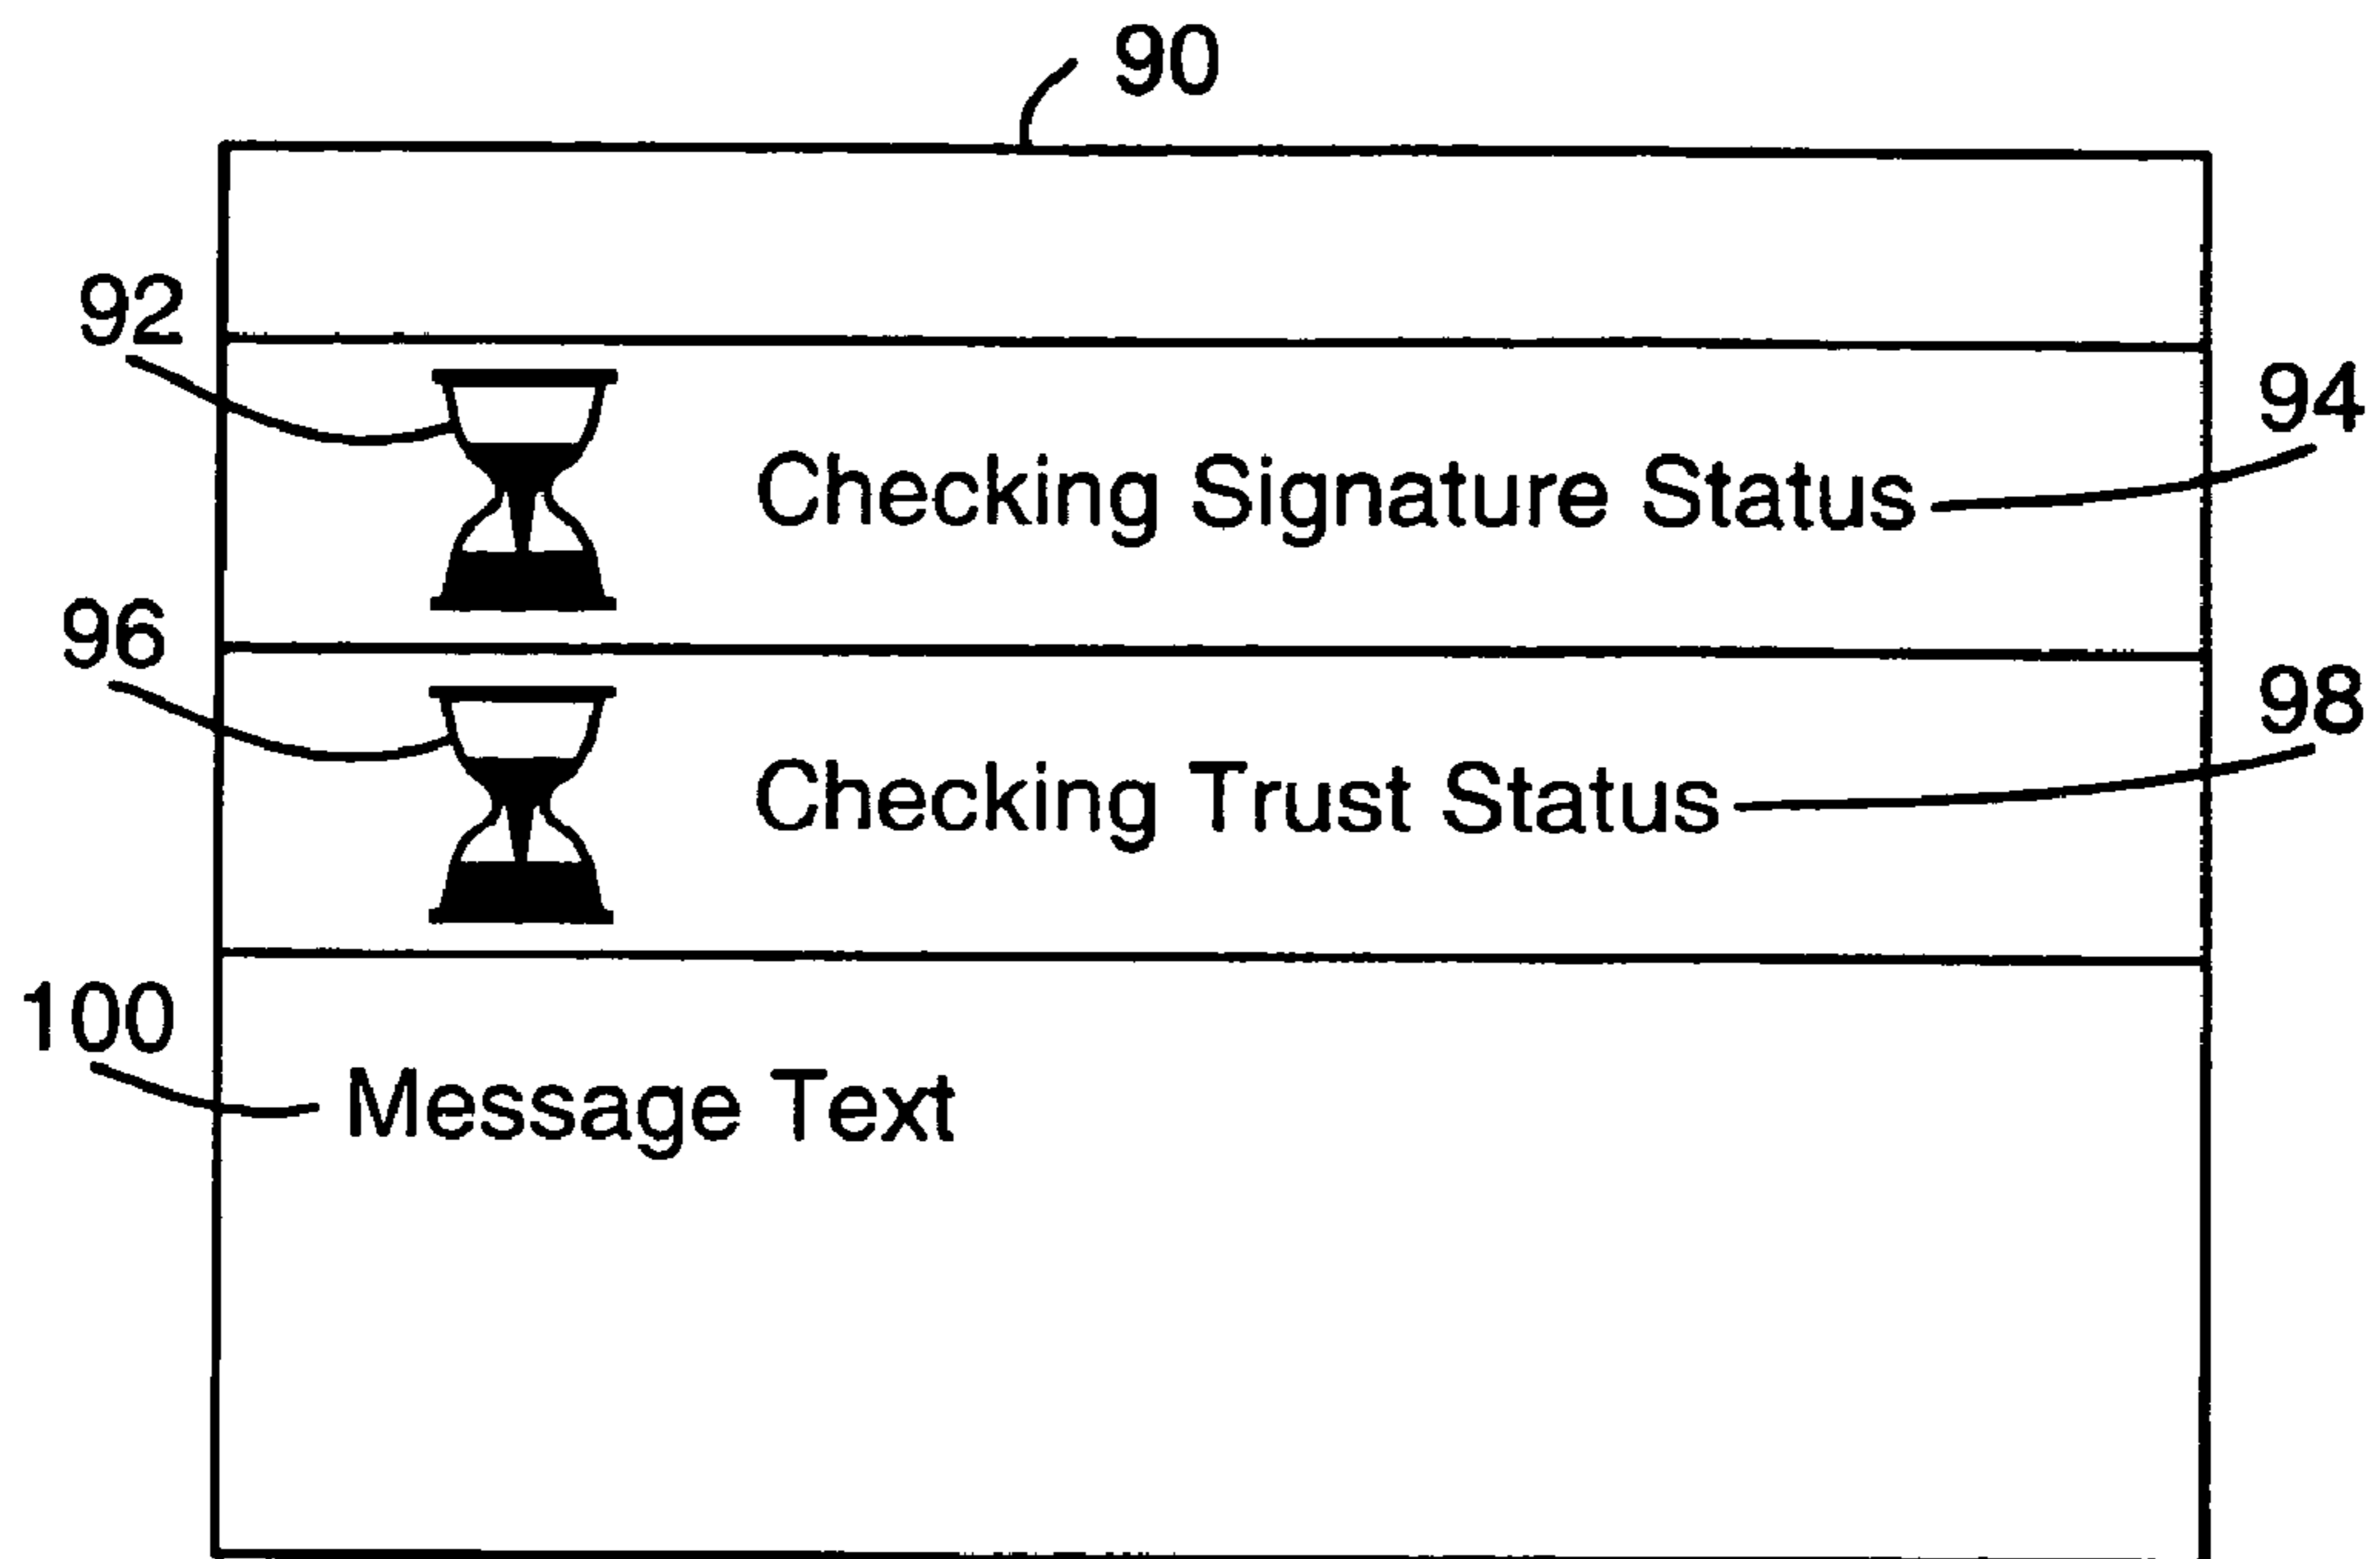 90
92
94
Checking Signature Status
96
98
Checking Trust Status
100
Message Text